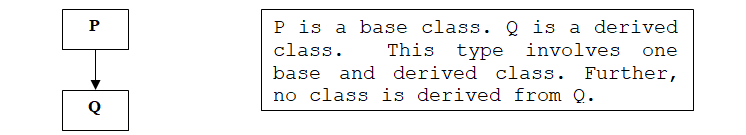 P
Q
P is a base class. Q is a derived
class. This type involves one
base and derived class. Further,
no class is derived from Q.